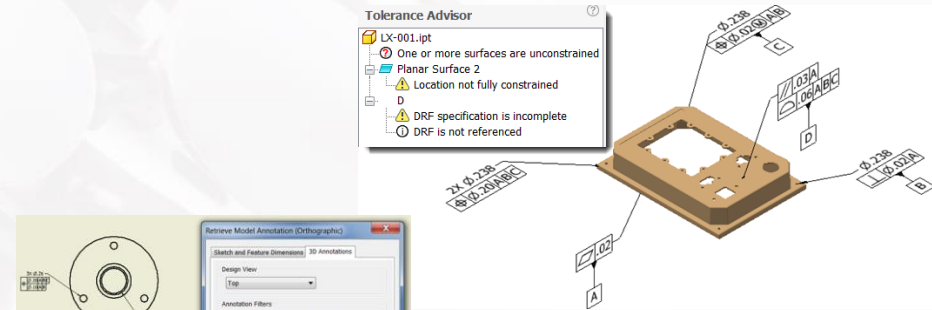 Tolerance Advisor
LX-001.ipt
One or more surfaces are unconstrained
Planar Surface 2
Location not fully constrained
D
DRF specification is incomplete
DRF is not referenced
Ø.238
⌖ Ø.02Ⓜ A B
C
⫽ .03 A
⌓ .06 A B C
D
2X Ø.238
⌖ Ø.20 A B C
Ø.238
⟂ Ø.02 A
B
⏥ .02
A
Retrieve Model Annotation (Orthographic)
Sketch and Feature Dimensions
3D Annotations
Design View
Top
Annotation Filters